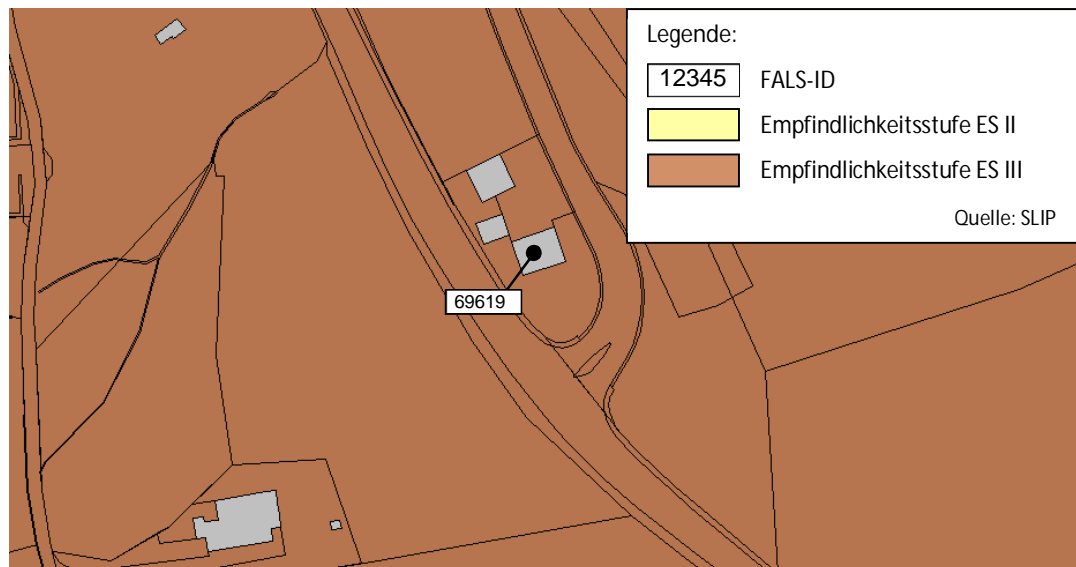 Legende:
12345 FALS-ID
Empfindlichkeitsstufe ES II
Empfindlichkeitsstufe ES III
Quelle: SLIP
69619